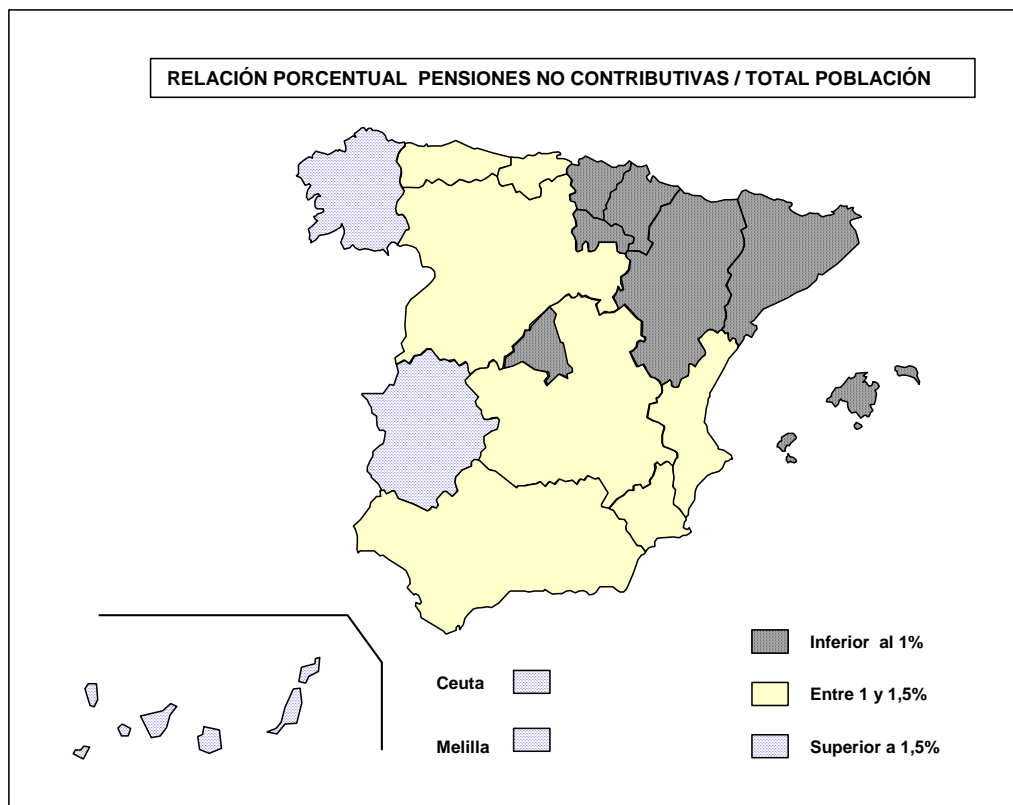 RELACIÓN PORCENTUAL PENSIONES NO CONTRIBUTIVAS / TOTAL POBLACIÓN
Inferior al 1%
Ceuta
Entre 1 y 1,5%
Melilla
Superior a 1,5%